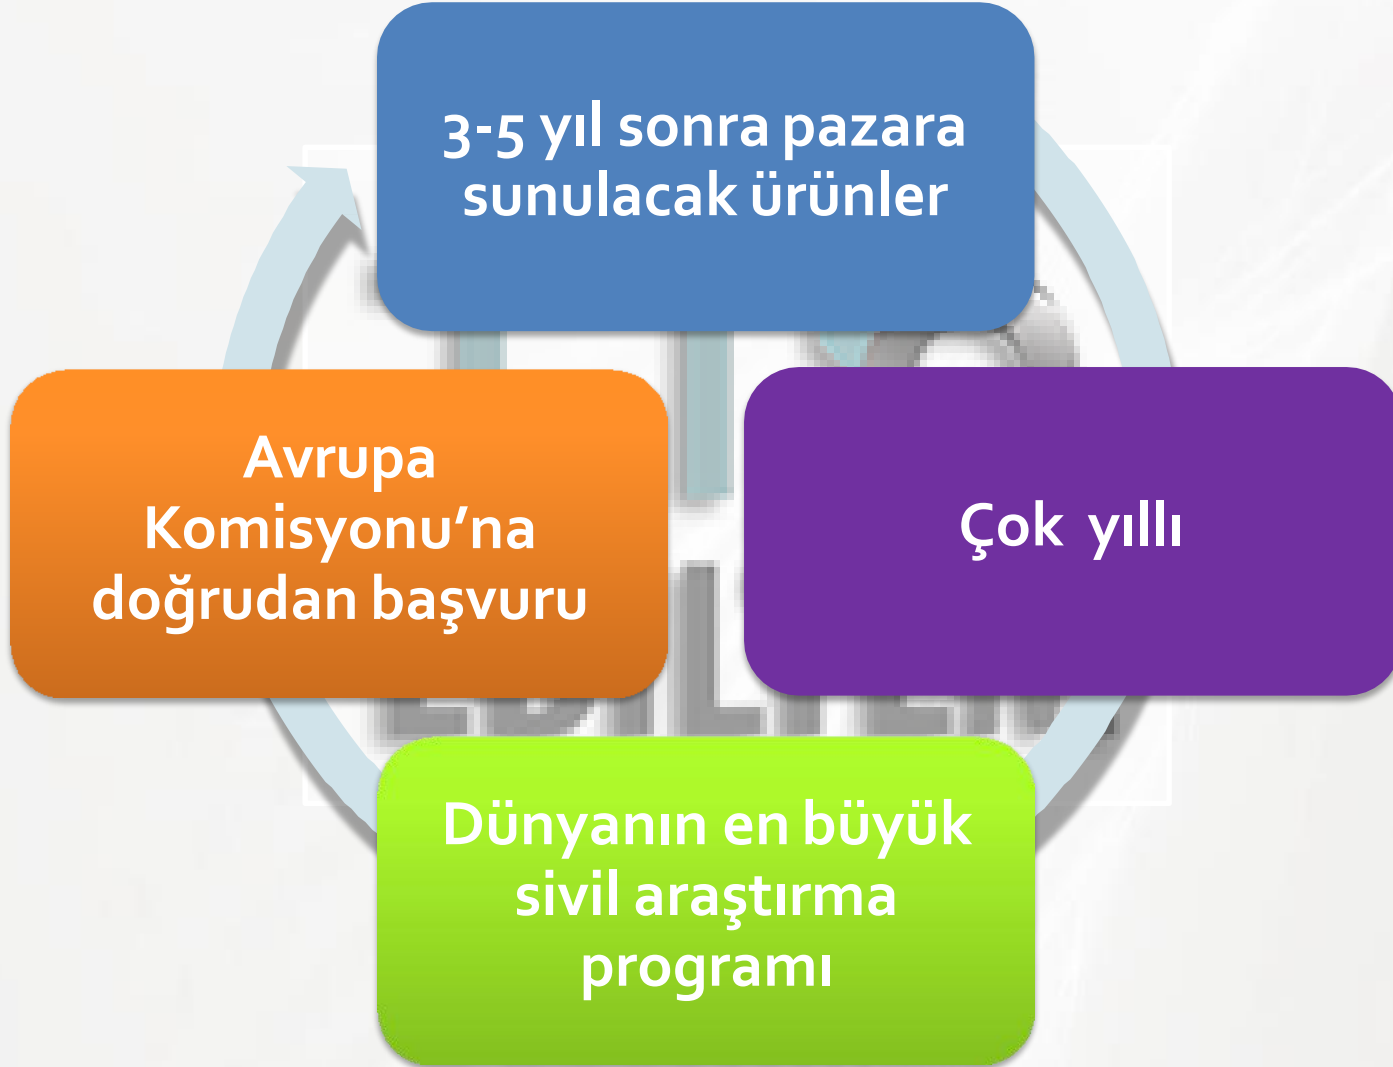 3-5 yıl sonra pazara
sunulacak ürünler
Avrupa
Komisyonu’na
doğrudan başvuru
Çok yıllı
Dünyanın en büyük
sivil araştırma
programı